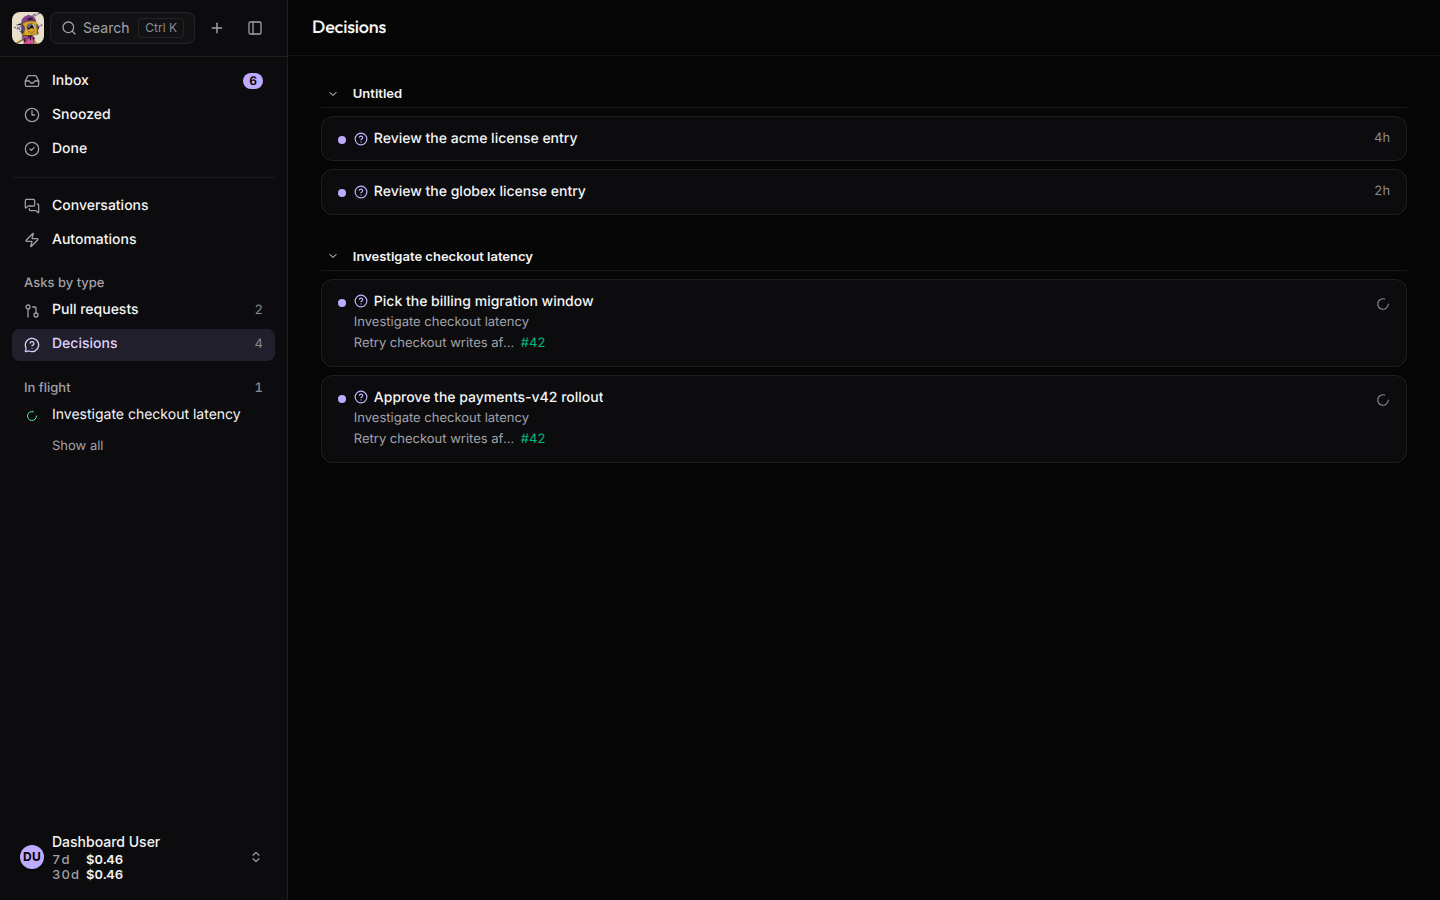 Search Ctrl K
Inbox 6
Snoozed
Done
Conversations
Automations
Asks by type
Pull requests 2
Decisions 4
In flight 1
Investigate checkout latency
Show all
DU
Dashboard User
7d $0.46
30d $0.46
Decisions
Untitled
Review the acme license entry 4h
Review the globex license entry 2h
Investigate checkout latency
Pick the billing migration window
Investigate checkout latency
Retry checkout writes af... #42
Approve the payments-v42 rollout
Investigate checkout latency
Retry checkout writes af... #42